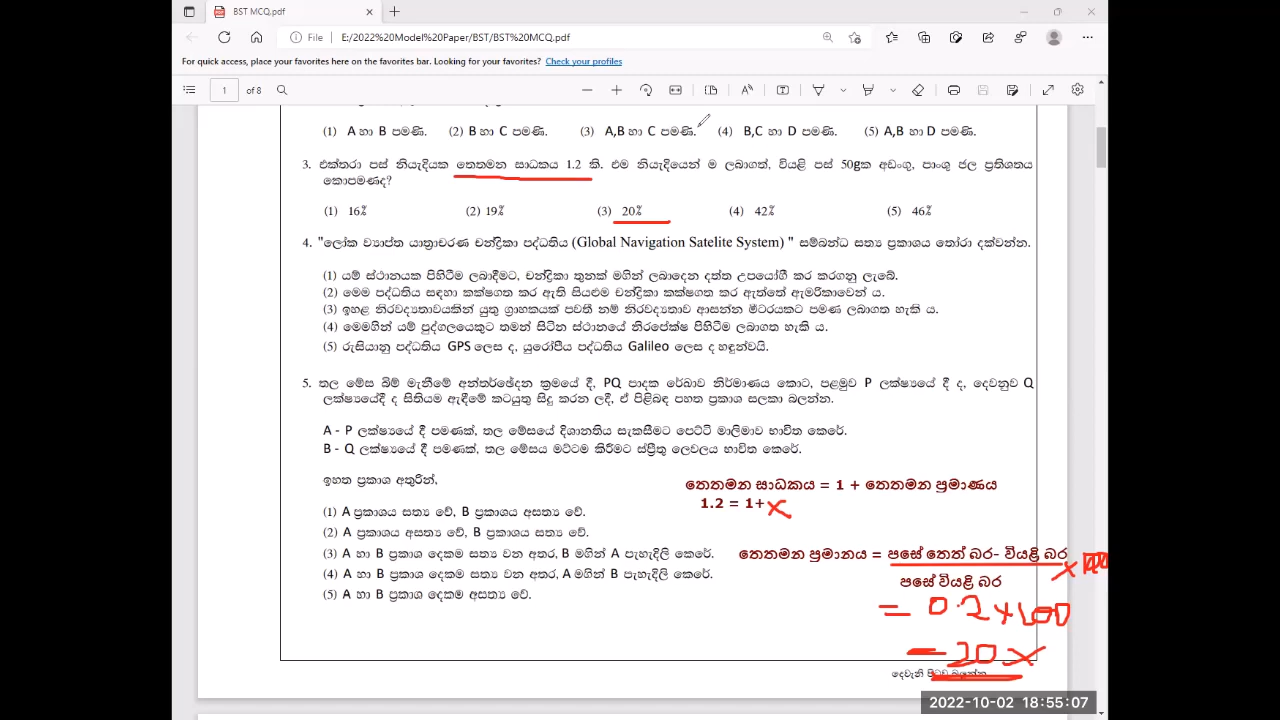 BST MCQ.pdf
File E:/2022%20Model%20Paper/BST/BST%20MCQ.pdf
For quick access, place your favorites here on the favorites bar. Looking for your favorites? Check your profiles
1 of 8
(1) A හා B පමණි. (2) B හා C පමණි. (3) A,B හා C පමණි. (4) B,C හා D පමණි. (5) A,B හා D පමණි.
3. එක්තරා පස් නියැදියක තෙතමන සාධකය 1.2 කි. එම නියැදියෙන් ම ලබාගත්, වියළි පස් 50gක අඩංගු, පාංශු ජල ප්‍රතිශතය
කොපමණද?
(1) 16% (2) 19% (3) 20% (4) 42% (5) 46%
4. "ලෝක ව්‍යාප්ත යාත්‍රාචරණ චන්ද්‍රිකා පද්ධතිය (Global Navigation Satelite System) " සම්බන්ධ සත්‍ය ප්‍රකාශය තෝරා දක්වන්න.
(1) යම් ස්ථානයක පිහිටීම ලබාදීමට, චන්ද්‍රිකා තුනක් මගින් ලබාදෙන දත්ත උපයෝගී කර කරගනු ලැබේ.
(2) මෙම පද්ධතිය සඳහා කක්ෂගත කර ඇති සියළුම චන්ද්‍රිකා කක්ෂගත කර ඇත්තේ ඇමරිකාවෙන් ය.
(3) ඉහළ නිරවද්‍යතාවයකින් යුතු ග්‍රාහකයක් පවතී නම් නිරවද්‍යතාව ආසන්න මීටරයකට පමණ ලබාගත හැකි ය.
(4) මෙමගින් යම් පුද්ගලයෙකුට තමන් සිටින ස්ථානයේ නිරපේක්ෂ පිහිටීම ලබාගත හැකි ය.
(5) රුසියානු පද්ධතිය GPS ලෙස ද, යුරෝපීය පද්ධතිය Galileo ලෙස ද හඳුන්වයි.
5. තල මේස බිම් මැනීමේ අන්තර්ඡේදන ක්‍රමයේ දී, PQ පාදක රේඛාව නිර්මාණය කොට, පළමුව P ලක්ෂ්‍යයේ දී ද, දෙවනුව Q
ලක්ෂ්‍යයේදී ද සිතියම ඇඳීමේ කටයුතු සිදු කරන ලදී, ඒ පිළිබඳ පහත ප්‍රකාශ සලකා බලන්න.
A - P ලක්ෂ්‍යයේ දී පමණක්, තල මේසයේ දිශානතිය සැකසීමට පෙට්ටි මාලිමාව භාවිත කෙරේ.
B - Q ලක්ෂ්‍යයේ දී පමණක්, තල මේසය මට්ටම කිරීමට ස්ප්‍රීතු ලෙවලය භාවිත කෙරේ.
ඉහත ප්‍රකාශ අතුරින්,
තෙතමන සාධකය = 1 + තෙතමන ප්‍රමාණය
1.2 = 1+x
(1) A ප්‍රකාශය සත්‍ය වේ, B ප්‍රකාශය අසත්‍ය වේ.
(2) A ප්‍රකාශය අසත්‍ය වේ, B ප්‍රකාශය සත්‍ය වේ.
(3) A හා B ප්‍රකාශ දෙකම සත්‍ය වන අතර, B මගින් A පැහැදිලි කෙරේ.
(4) A හා B ප්‍රකාශ දෙකම සත්‍ය වන අතර, A මගින් B පැහැදිලි කෙරේ.
(5) A හා B ප්‍රකාශ දෙකම අසත්‍ය වේ.
තෙතමන ප්‍රමානය = පසේ තෙත් බර- වියළි බර x 100
පසේ වියළි බර
= 0.2 x 100
= 20
දෙවැනි පිටුව බලන්න
2022-10-02 18:55:07